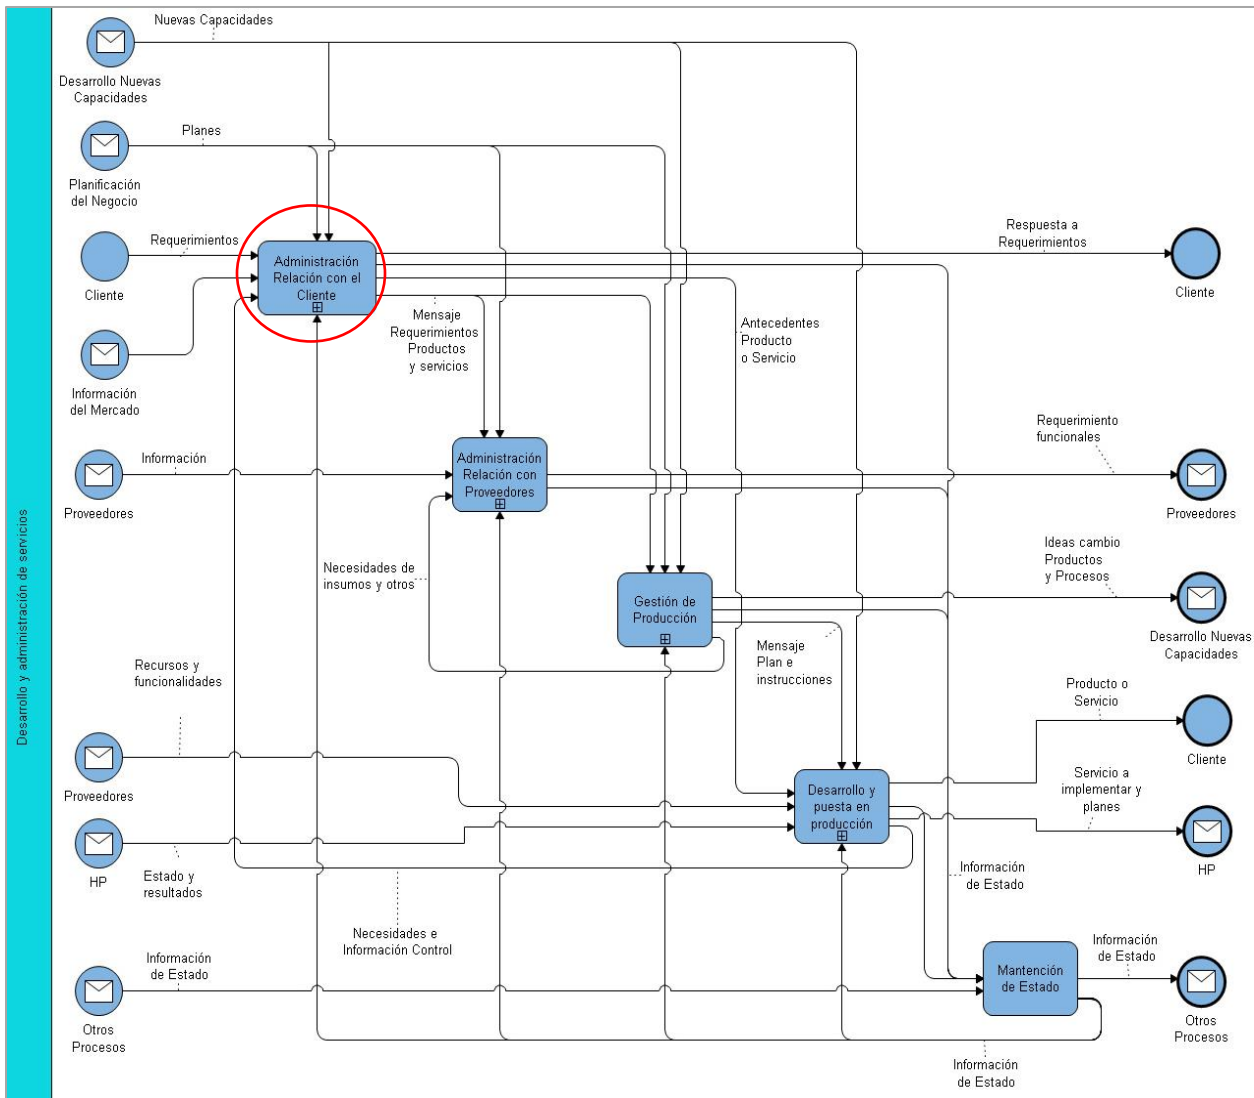 Nuevas Capacidades
Desarrollo Nuevas
Capacidades
Planes
Planificación
del Negocio
Requerimientos
Cliente
Administración
Relación con el
Cliente
Respuesta a
Requerimientos
Cliente
Información
del Mercado
Mensaje
Requerimientos
Productos
y servicios
Antecedentes
Producto
o Servicio
Información
Proveedores
Administración
Relación con
Proveedores
Requerimiento
funcionales
Proveedores
Necesidades de
insumos y otros
Gestión de
Producción
Ideas cambio
Productos
y Procesos
Desarrollo Nuevas
Capacidades
Mensaje
Plan e
instrucciones
Recursos y
funcionalidades
Proveedores
Producto o
Servicio
Cliente
Desarrollo y
puesta en
producción
Servicio a
implementar y
planes
HP
HP
Estado y
resultados
Información
de Estado
Necesidades e
Información Control
Información
de Estado
Otros
Procesos
Mantención
de Estado
Información
de Estado
Otros
Procesos
Información
de Estado
Desarrollo y administración de servicios